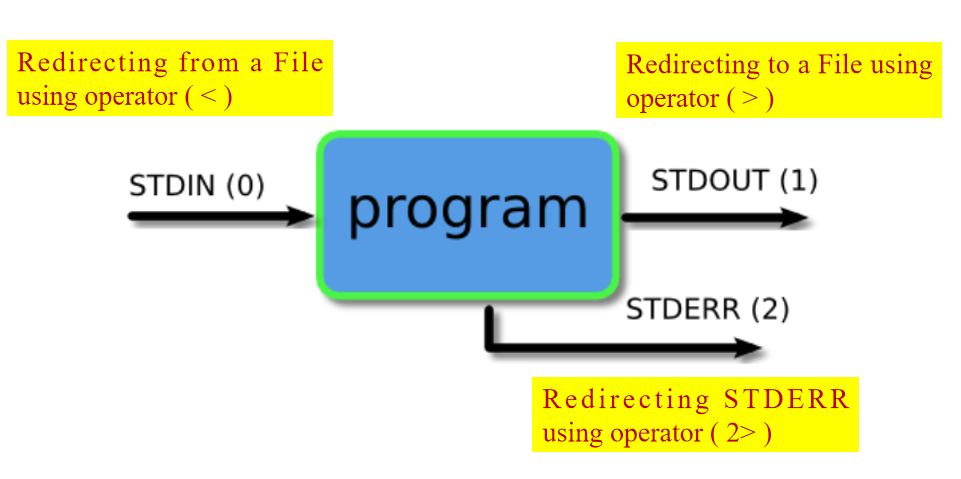 Redirecting from a File
using operator ( < )
Redirecting to a File using
operator ( > )
STDIN (0)
program
STDOUT (1)
STDERR (2)
Redirecting STDERR
using operator ( 2> )